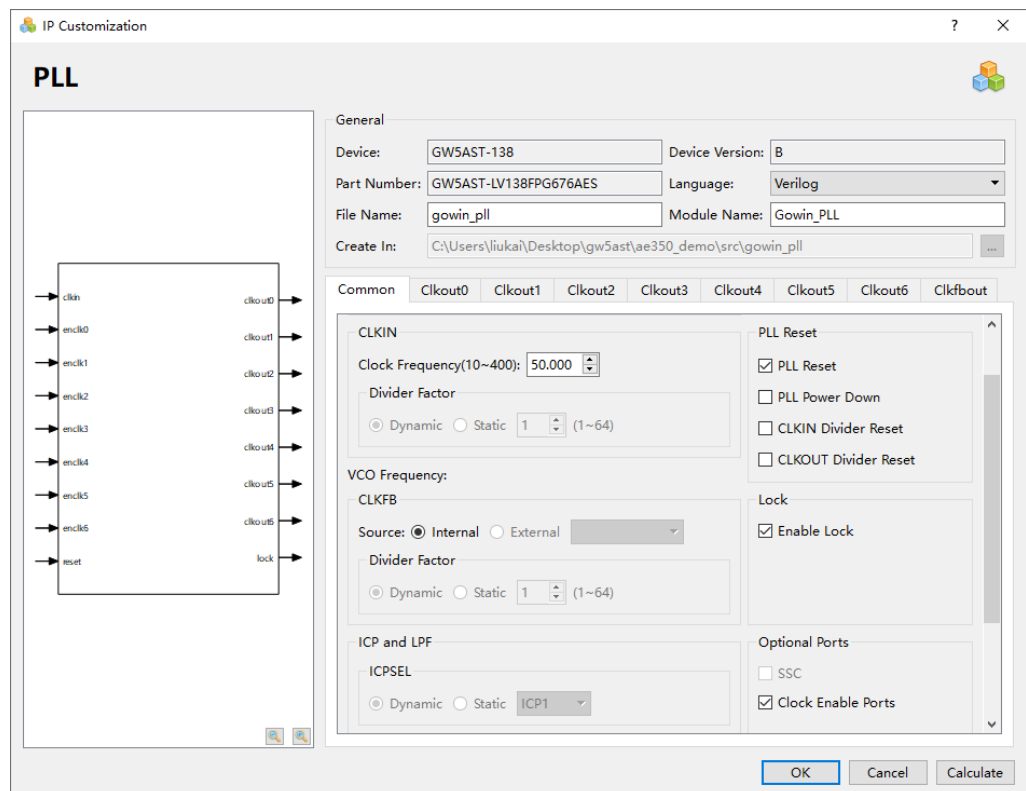 IP Customization
PLL
General
Device: GW5AST-138 Device Version: B
Part Number: GW5AST-LV138FPG676AES Language: Verilog
File Name: gowin_pll Module Name: Gowin_PLL
Create In: C:\Users\liukai\Desktop\gw5ast\ae350_demo\src\gowin_pll ...
clkin
enclk0
enclk1
enclk2
enclk3
enclk4
enclk5
enclk6
reset
clkout0
clkout1
clkout2
clkout3
clkout4
clkout5
clkout6
lock
Common Clkout0 Clkout1 Clkout2 Clkout3 Clkout4 Clkout5 Clkout6 Clkfbout
CLKIN
Clock Frequency(10~400): 50.000
Divider Factor
Dynamic Static 1 (1~64)
VCO Frequency:
CLKFB
Source: Internal External
Divider Factor
Dynamic Static 1 (1~64)
ICP and LPF
ICPSEL
Dynamic Static ICP1
PLL Reset
PLL Reset
PLL Power Down
CLKIN Divider Reset
CLKOUT Divider Reset
Lock
Enable Lock
Optional Ports
SSC
Clock Enable Ports
OK Cancel Calculate